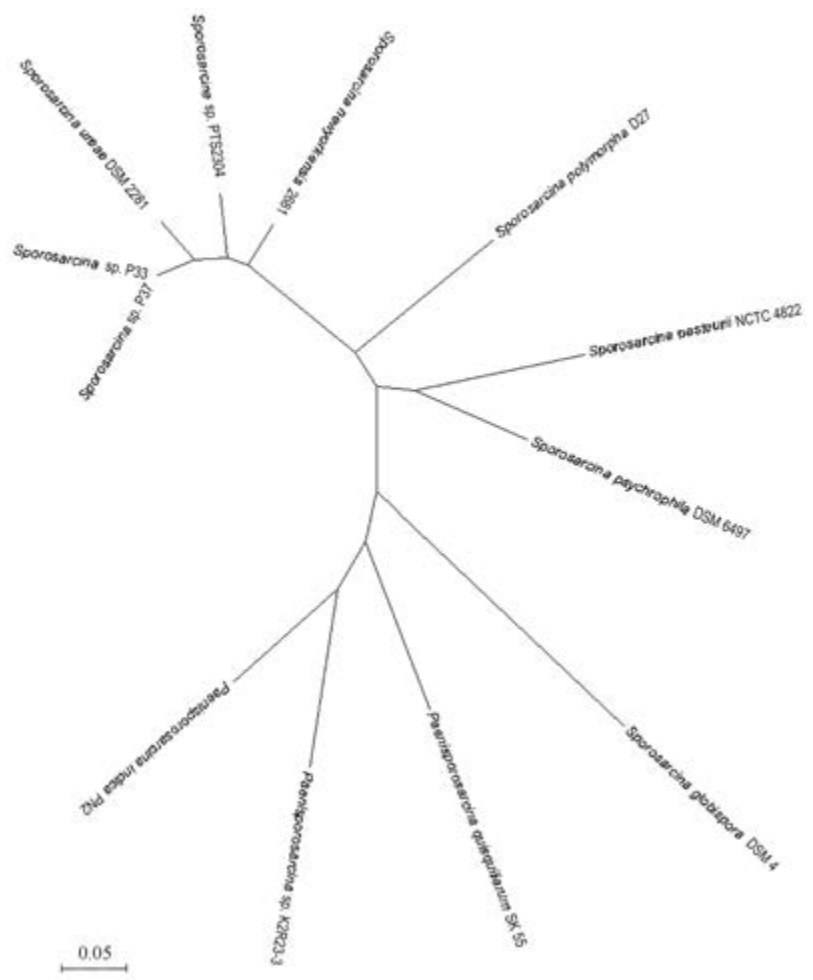 Sporosarcina ureae DSM 2281
Sporosarcina sp. PTS2304
Sporosarcina newyorkensis 2681
Sporosarcina polymorpha D27
Sporosarcina sp. P33
Sporosarcina sp. P37
Sporosarcina pasteurii NCTC 4822
Sporosarcina psychrophila DSM 6497
Paenisporosarcina indica PN2
Paenisporosarcina sp. K2R23-3
Paenisporosarcina quisquiliarum SK 55
Sporosarcina globispora DSM 4
0.05